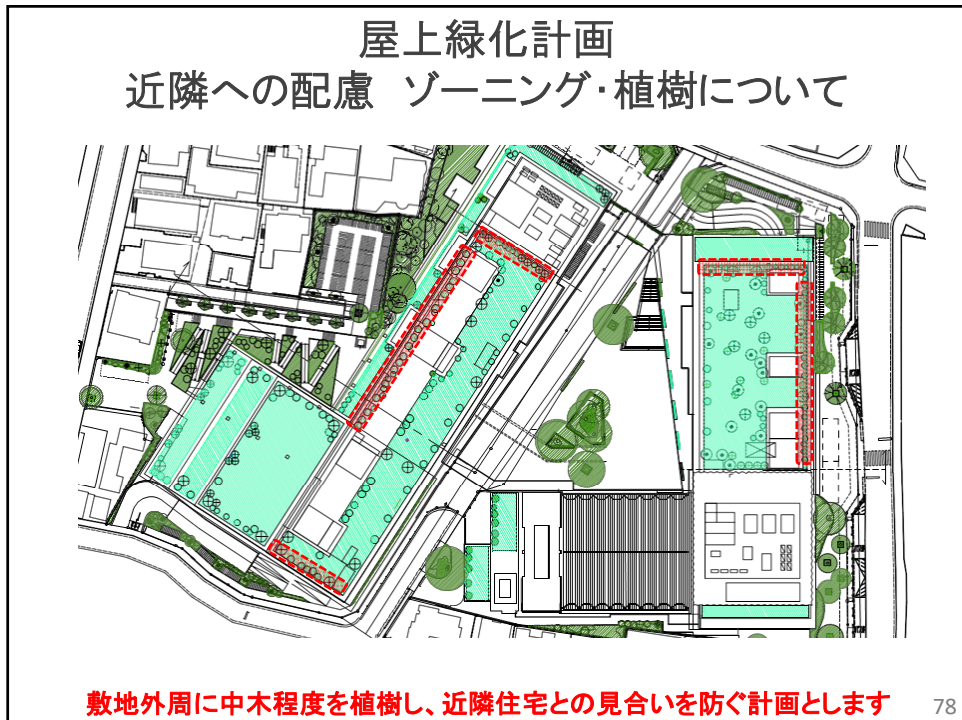 屋上緑化計画
近隣への配慮　ゾーニング・植樹について
敷地外周に中木程度を植樹し、近隣住宅との見合いを防ぐ計画とします
78